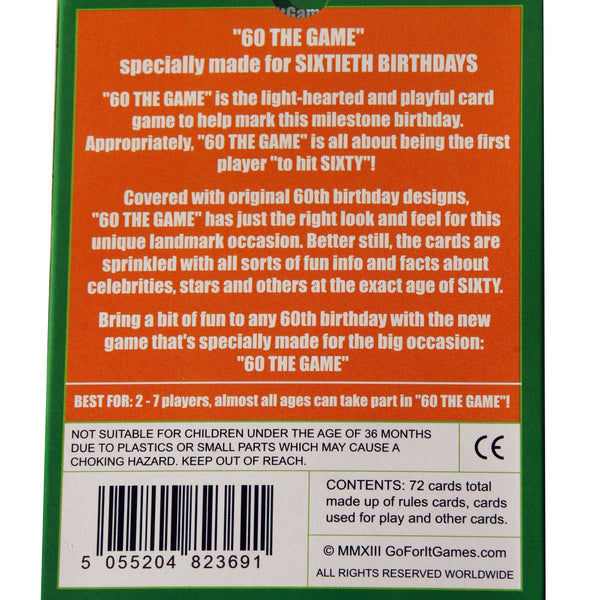 "60 THE GAME"
specially made for SIXTIETH BIRTHDAYS
"60 THE GAME" is the light-hearted and playful card
game to help mark this milestone birthday.
Appropriately, "60 THE GAME" is all about being the first
player "to hit SIXTY"!
Covered with original 60th birthday designs,
"60 THE GAME" has just the right look and feel for this
unique landmark occasion. Better still, the cards are
sprinkled with all sorts of fun info and facts about
celebrities, stars and others at the exact age of SIXTY.
Bring a bit of fun to any 60th birthday with the new
game that's specially made for the big occasion:
"60 THE GAME"
BEST FOR: 2 - 7 players, almost all ages can take part in "60 THE GAME"!
NOT SUITABLE FOR CHILDREN UNDER THE AGE OF 36 MONTHS
DUE TO PLASTICS OR SMALL PARTS WHICH MAY CAUSE A
CHOKING HAZARD. KEEP OUT OF REACH.
CE
CONTENTS: 72 cards total
made up of rules cards, cards
used for play and other cards.
5 055204 823691
© MMXIII GoForItGames.com
ALL RIGHTS RESERVED WORLDWIDE